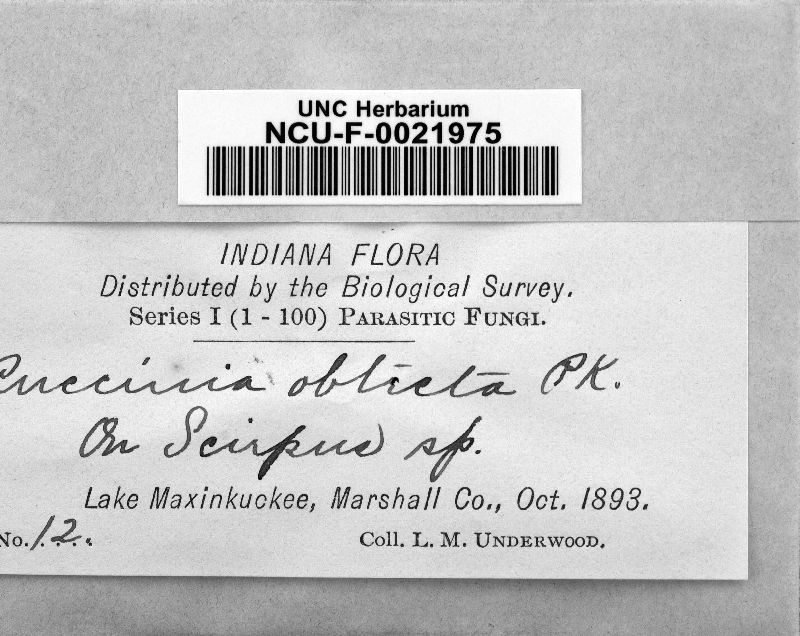 UNC Herbarium
NCU-F-0021975
INDIANA FLORA
Distributed by the Biological Survey.
Series I (1 - 100) PARASITIC FUNGI.
Puccinia obtecta PK.
On Scirpus sp.
Lake Maxinkuckee, Marshall Co., Oct. 1893.
No. 12.
Coll. L. M. UNDERWOOD.